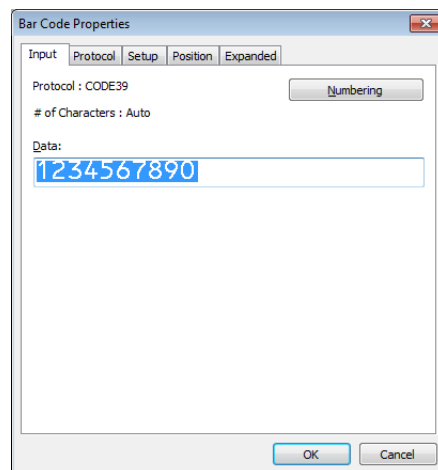 Bar Code Properties
Input Protocol Setup Position Expanded
Protocol : CODE39
Numbering
# of Characters : Auto
Data:
1234567890
OK Cancel